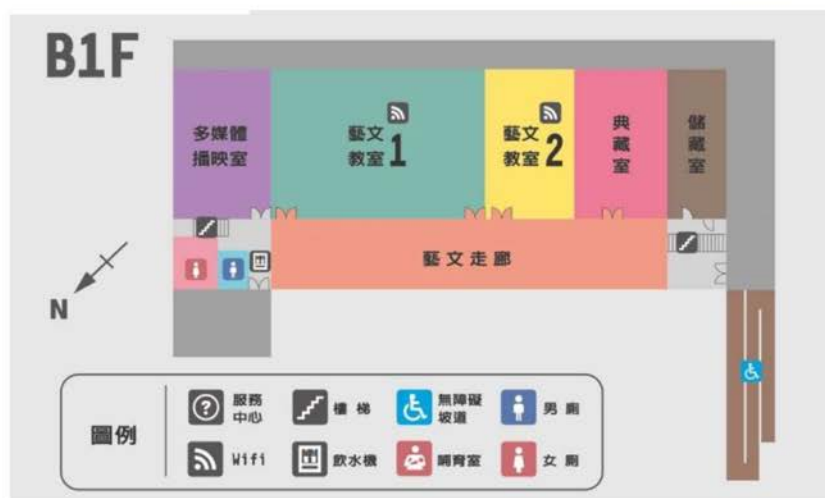 B1F
多媒體
播映室
藝文
教室 1
藝文
教室 2
典藏室
儲藏室
藝文走廊
N
圖例
服務
中心
樓梯
無障礙
坡道
男廁
Wifi
飲水機
哺育室
女廁